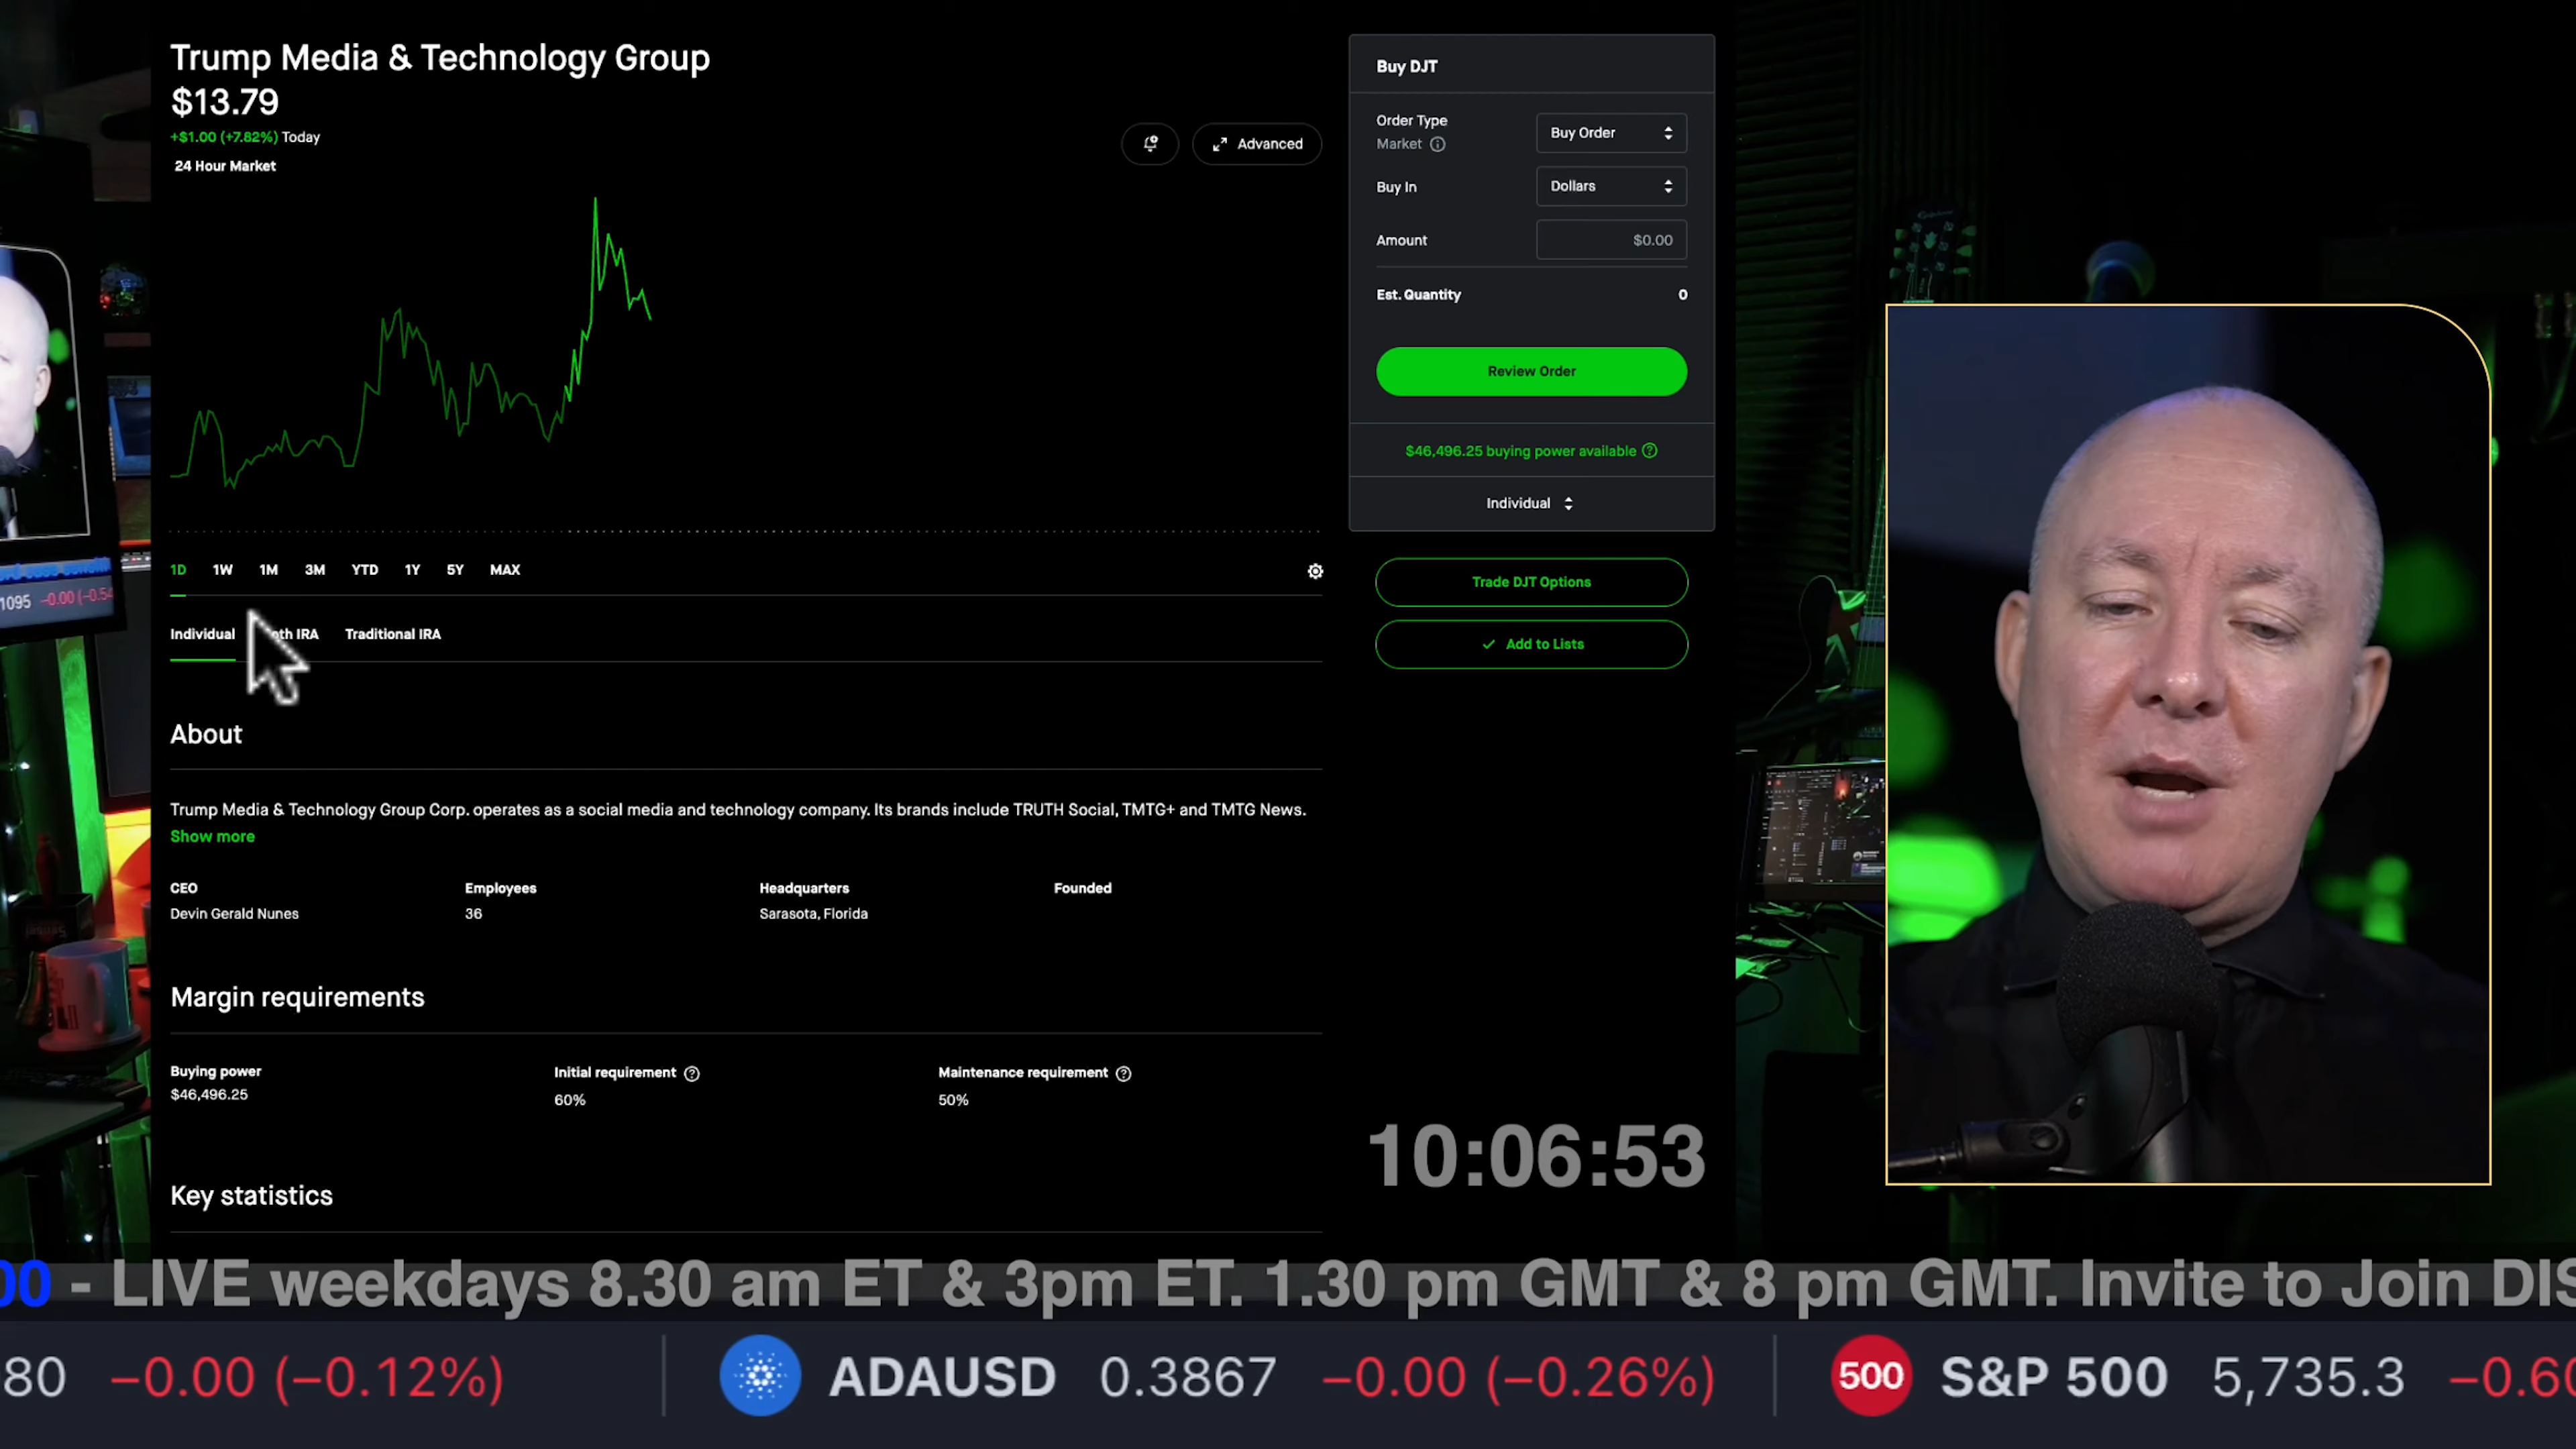 Trump Media & Technology Group
$13.79
+$1.00 (+7.82%) Today
24 Hour Market
Advanced
1D 1W 1M 3M YTD 1Y 5Y MAX
Individual IRA Traditional IRA
About
Trump Media & Technology Group Corp. operates as a social media and technology company. Its brands include TRUTH Social, TMTG+ and TMTG News.
Show more
CEO Employees Headquarters Founded
Devin Gerald Nunes 36 Sarasota, Florida
Margin requirements
Buying power Initial requirement Maintenance requirement
$46,496.25 60% 50%
Key statistics
Buy DJT
Order Type Buy Order
Market
Buy In Dollars
Amount $0.00
Est. Quantity 0
Review Order
$46,496.25 buying power available
Individual
Trade DJT Options
Add to Lists
10:06:53
1095 −0.00 (−0.54
00 - LIVE weekdays 8.30 am ET & 3pm ET. 1.30 pm GMT & 8 pm GMT. Invite to Join DIS
80 −0.00 (−0.12%) ADAUSD 0.3867 −0.00 (−0.26%) 500 S&P 500 5,735.3 −0.60